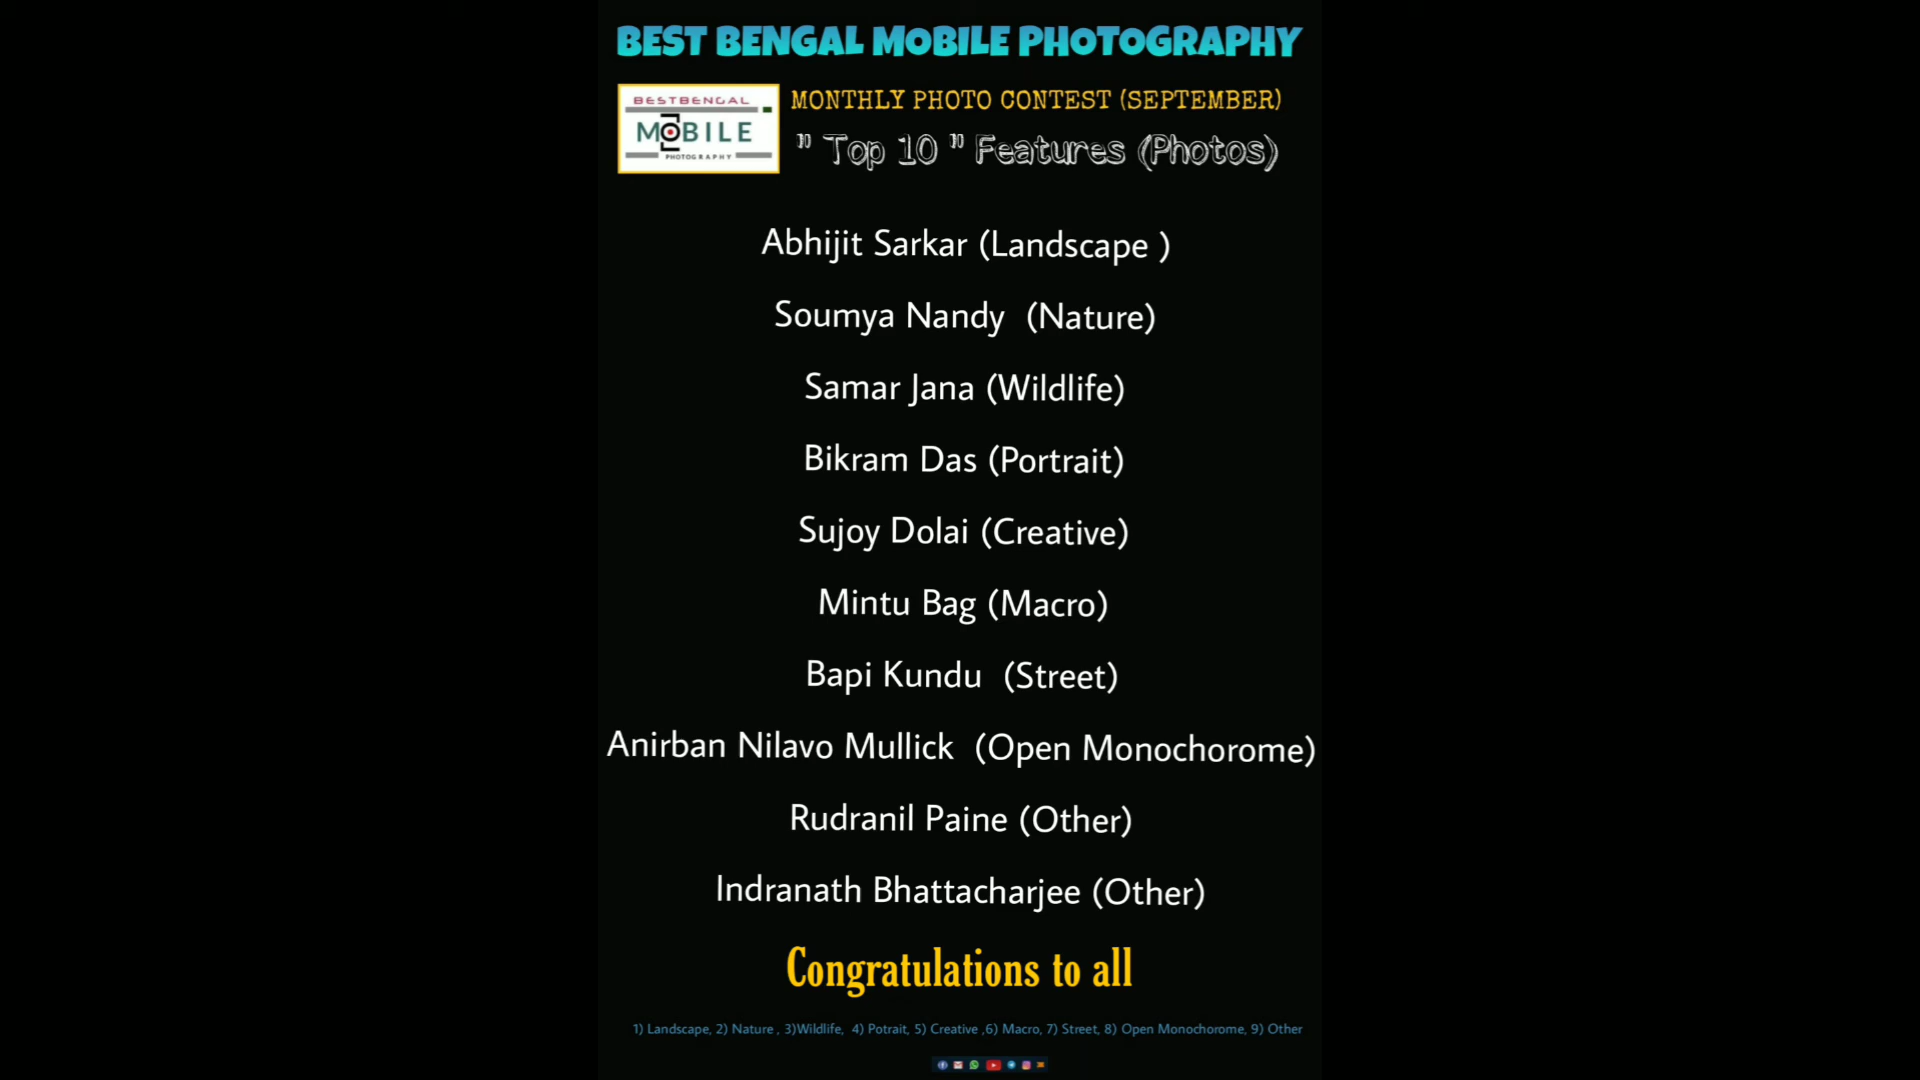 BEST BENGAL MOBILE PHOTOGRAPHY
BESTBENGAL
MOBILE
PHOTOGRAPHY
MONTHLY PHOTO CONTEST (SEPTEMBER)
" Top 10 " Features (Photos)
Abhijit Sarkar (Landscape )
Soumya Nandy (Nature)
Samar Jana (Wildlife)
Bikram Das (Portrait)
Sujoy Dolai (Creative)
Mintu Bag (Macro)
Bapi Kundu (Street)
Anirban Nilavo Mullick (Open Monochorome)
Rudranil Paine (Other)
Indranath Bhattacharjee (Other)
Congratulations to all
1) Landscape, 2) Nature , 3)Wildlife, 4) Potrait, 5) Creative ,6) Macro, 7) Street, 8) Open Monochorome, 9) Other